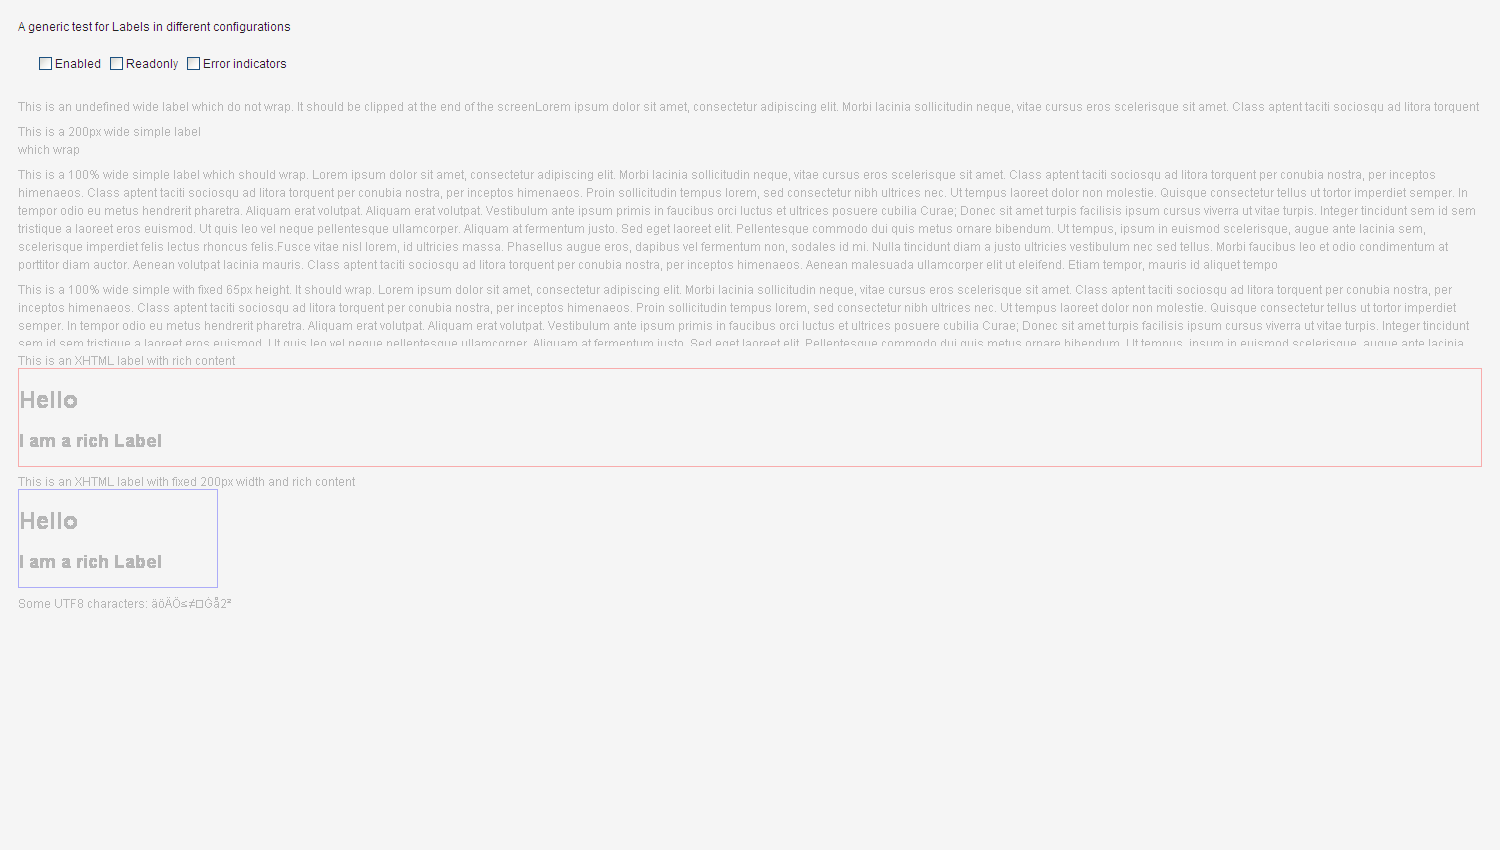 A generic test for Labels in different configurations
Enabled Readonly Error indicators
This is an undefined wide label which do not wrap. It should be clipped at the end of the screenLorem ipsum dolor sit amet, consectetur adipiscing elit. Morbi lacinia sollicitudin neque, vitae cursus eros scelerisque sit amet. Class aptent taciti sociosqu ad litora torquent
This is a 200px wide simple label
which wrap
This is a 100% wide simple label which should wrap. Lorem ipsum dolor sit amet, consectetur adipiscing elit. Morbi lacinia sollicitudin neque, vitae cursus eros scelerisque sit amet. Class aptent taciti sociosqu ad litora torquent per conubia nostra, per inceptos
himenaeos. Class aptent taciti sociosqu ad litora torquent per conubia nostra, per inceptos himenaeos. Proin sollicitudin tempus lorem, sed consectetur nibh ultrices nec. Ut tempus laoreet dolor non molestie. Quisque consectetur tellus ut tortor imperdiet semper. In
tempor odio eu metus hendrerit pharetra. Aliquam erat volutpat. Aliquam erat volutpat. Vestibulum ante ipsum primis in faucibus orci luctus et ultrices posuere cubilia Curae; Donec sit amet turpis facilisis ipsum cursus viverra ut vitae turpis. Integer tincidunt sem id sem
tristique a laoreet eros euismod. Ut quis leo vel neque pellentesque ullamcorper. Aliquam at fermentum justo. Sed eget laoreet elit. Pellentesque commodo dui quis metus ornare bibendum. Ut tempus, ipsum in euismod scelerisque, augue ante lacinia sem,
scelerisque imperdiet felis lectus rhoncus felis.Fusce vitae nisl lorem, id ultricies massa. Phasellus augue eros, dapibus vel fermentum non, sodales id mi. Nulla tincidunt diam a justo ultricies vestibulum nec sed tellus. Morbi faucibus leo et odio condimentum at
porttitor diam auctor. Aenean volutpat lacinia mauris. Class aptent taciti sociosqu ad litora torquent per conubia nostra, per inceptos himenaeos. Aenean malesuada ullamcorper elit ut eleifend. Etiam tempor, mauris id aliquet tempo
This is a 100% wide simple with fixed 65px height. It should wrap. Lorem ipsum dolor sit amet, consectetur adipiscing elit. Morbi lacinia sollicitudin neque, vitae cursus eros scelerisque sit amet. Class aptent taciti sociosqu ad litora torquent per conubia nostra, per
inceptos himenaeos. Class aptent taciti sociosqu ad litora torquent per conubia nostra, per inceptos himenaeos. Proin sollicitudin tempus lorem, sed consectetur nibh ultrices nec. Ut tempus laoreet dolor non molestie. Quisque consectetur tellus ut tortor imperdiet
semper. In tempor odio eu metus hendrerit pharetra. Aliquam erat volutpat. Aliquam erat volutpat. Vestibulum ante ipsum primis in faucibus orci luctus et ultrices posuere cubilia Curae; Donec sit amet turpis facilisis ipsum cursus viverra ut vitae turpis. Integer tincidunt
sem id sem tristique a laoreet eros euismod. Ut quis leo vel neque pellentesque ullamcorper. Aliquam at fermentum justo. Sed eget laoreet elit. Pellentesque commodo dui quis metus ornare bibendum. Ut tempus, ipsum in euismod scelerisque, augue ante lacinia
This is an XHTML label with rich content
Hello
I am a rich Label
This is an XHTML label with fixed 200px width and rich content
Hello
I am a rich Label
Some UTF8 characters: äöÄÖ≤≠□Ġå2²